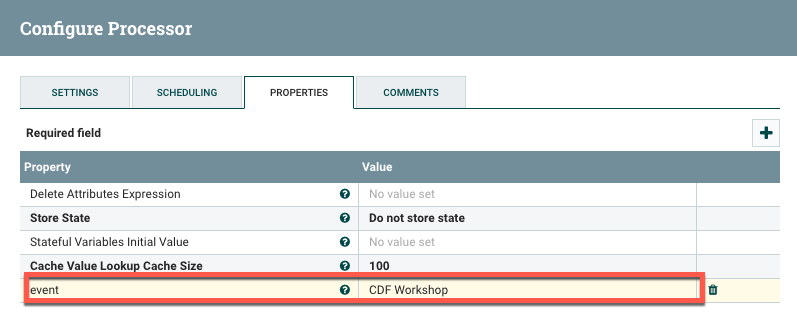 Configure Processor
SETTINGS SCHEDULING PROPERTIES COMMENTS
Required field
Property Value
Delete Attributes Expression No value set
Store State Do not store state
Stateful Variables Initial Value No value set
Cache Value Lookup Cache Size 100
event CDF Workshop